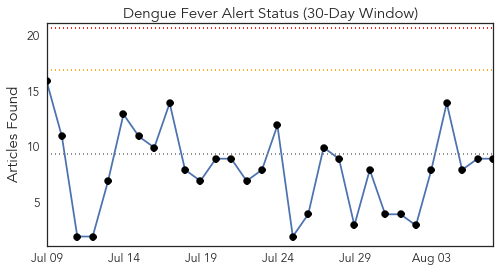 Dengue Fever Alert Status (30-Day Window)
Articles Found
20
15
10
5
Jul 09 Jul 14 Jul 19 Jul 24 Jul 29 Aug 03